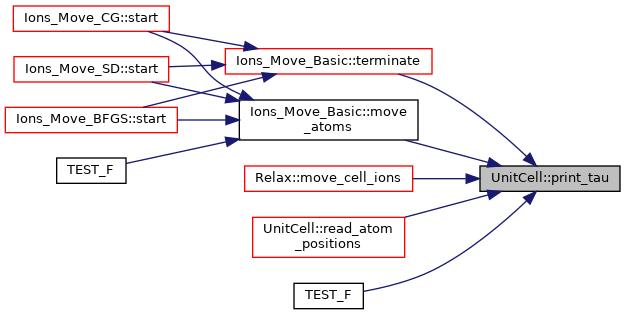 Ions_Move_CG::start
Ions_Move_SD::start
Ions_Move_BFGS::start
TEST_F
Ions_Move_Basic::terminate
Ions_Move_Basic::move
_atoms
Relax::move_cell_ions
UnitCell::read_atom
_positions
TEST_F
UnitCell::print_tau